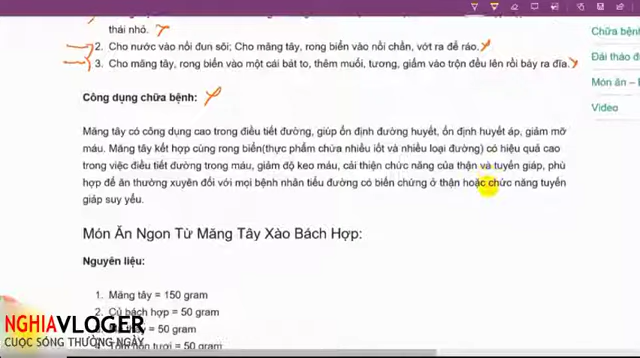 thái nhỏ.
2. Cho nước vào nồi đun sôi; Cho măng tây, rong biển vào nồi chần, vớt ra để ráo.
3. Cho măng tây, rong biển vào một cái bát to, thêm muối, tương, giấm vào trộn đều lên rồi bày ra đĩa.
Công dụng chữa bệnh:
Măng tây có công dụng cao trong điều tiết đường, giúp ổn định đường huyết, ổn định huyết áp, giảm mỡ
máu. Măng tây kết hợp cùng rong biển(thực phẩm chứa nhiều iốt và nhiều loại đường) có hiệu quả cao
trong việc điều tiết đường trong máu, giảm độ keo máu, cải thiện chức năng của thận và tuyến giáp, phù
hợp để ăn thường xuyên đối với mọi bệnh nhân tiểu đường có biến chứng ở thận hoặc chức năng tuyến
giáp suy yếu.
Món Ăn Ngon Từ Măng Tây Xào Bách Hợp:
Nguyên liệu:
1. Măng tây = 150 gram
2. Củ bách hợp = 50 gram
= 50 gram
4. Tôm nõn tươi = 50 gram
Chữa bệnh
Đái tháo đ
Món ăn –
Video
NGHIAVLOGER
CUỘC SỐNG THƯỜNG NGÀY